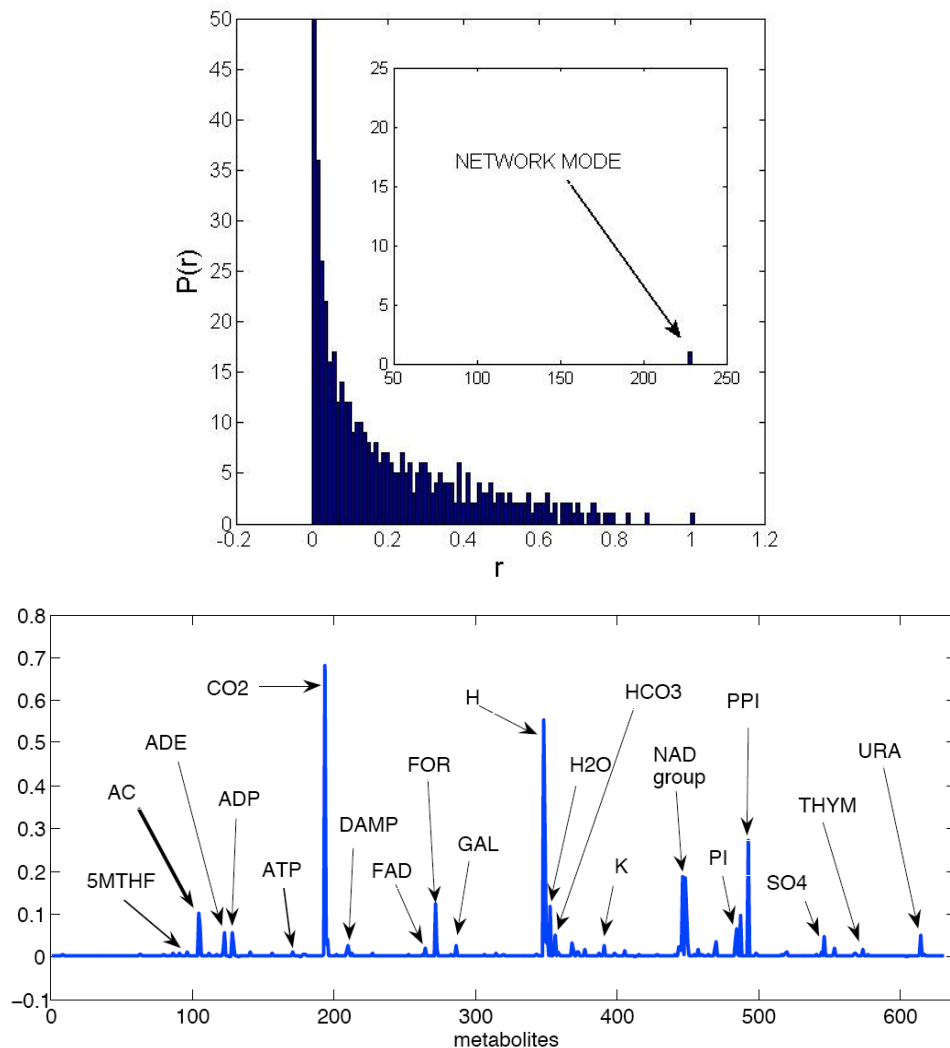 50
45
40
35
30
25
20
15
10
5
0
P(r)
-0.2 0 0.2 0.4 0.6 0.8 1 1.2
r
25
20
15
10
5
0
50 100 150 200 250
NETWORK MODE
0.8
0.7
0.6
0.5
0.4
0.3
0.2
0.1
0
−0.1
CO2
H
HCO3
PPI
ADE
FOR
H2O
NAD
group
URA
AC
ADP
THYM
DAMP
GAL
5MTHF
ATP
FAD
K
PI
SO4
0 100 200 300 400 500 600
metabolites